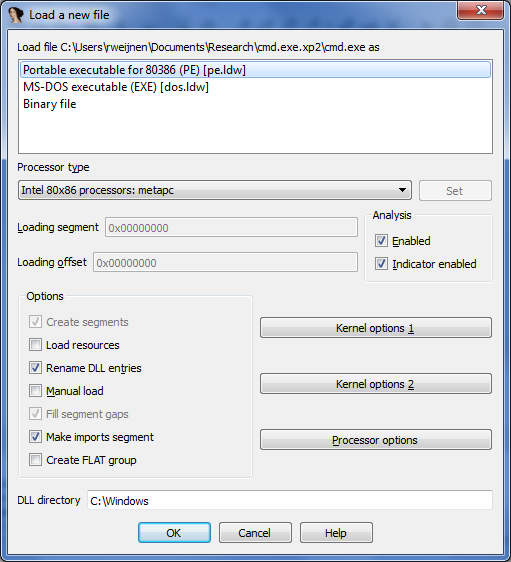 Load a new file
Load file C:\Users\rweijnen\Documents\Research\cmd.exe.xp2\cmd.exe as
Portable executable for 80386 (PE) [pe.ldw]
MS-DOS executable (EXE) [dos.ldw]
Binary file
Processor type
Intel 80x86 processors: metapc
Set
Loading segment 0x00000000
Loading offset 0x00000000
Analysis
Enabled
Indicator enabled
Options
Create segments
Load resources
Rename DLL entries
Manual load
Fill segment gaps
Make imports segment
Create FLAT group
Kernel options 1
Kernel options 2
Processor options
DLL directory C:\Windows
OK Cancel Help